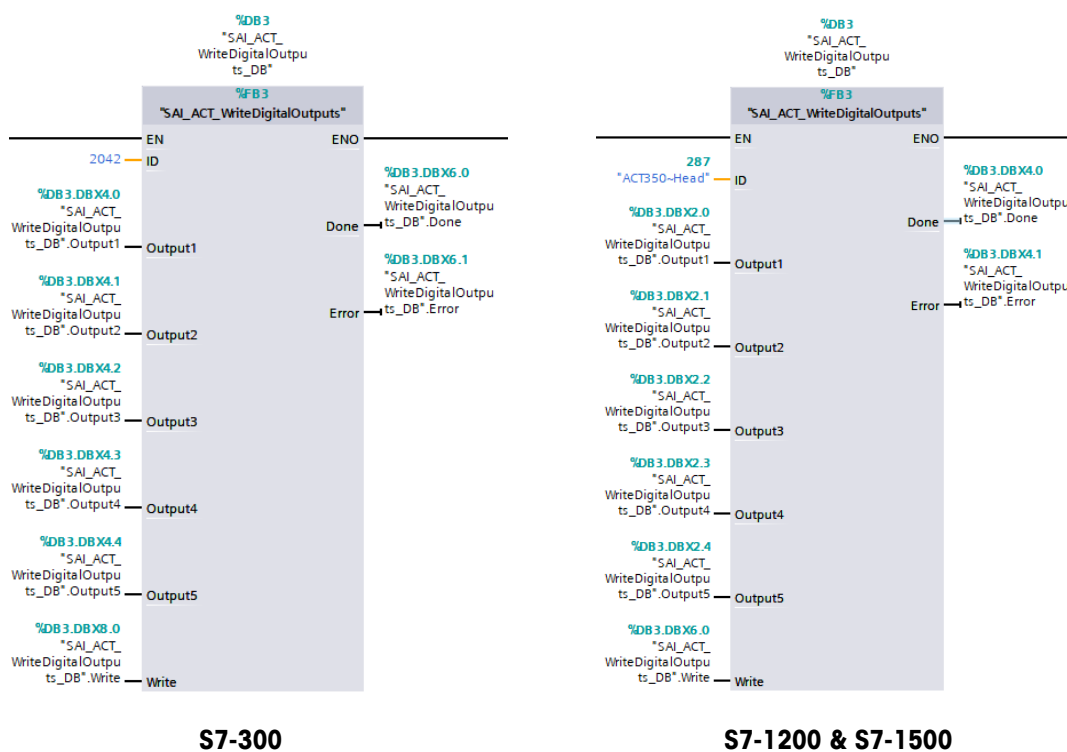 %DB3
"SAI_ACT_
WriteDigitalOutpu
ts_DB"
%FB3
"SAI_ACT_WriteDigitalOutputs"
EN
ENO
2042
ID
%DB3.DBX4.0
"SAI_ACT_
WriteDigitalOutpu
ts_DB".Output1
Output1
%DB3.DBX4.1
"SAI_ACT_
WriteDigitalOutpu
ts_DB".Output2
Output2
%DB3.DBX4.2
"SAI_ACT_
WriteDigitalOutpu
ts_DB".Output3
Output3
%DB3.DBX4.3
"SAI_ACT_
WriteDigitalOutpu
ts_DB".Output4
Output4
%DB3.DBX4.4
"SAI_ACT_
WriteDigitalOutpu
ts_DB".Output5
Output5
%DB3.DBX8.0
"SAI_ACT_
WriteDigitalOutpu
ts_DB".Write
Write
%DB3.DBX6.0
"SAI_ACT_
WriteDigitalOutpu
ts_DB".Done
Done
%DB3.DBX6.1
"SAI_ACT_
WriteDigitalOutpu
ts_DB".Error
Error
S7-300
%DB3
"SAI_ACT_
WriteDigitalOutpu
ts_DB"
%FB3
"SAI_ACT_WriteDigitalOutputs"
EN
ENO
287
"ACT350~Head"
ID
%DB3.DBX2.0
"SAI_ACT_
WriteDigitalOutpu
ts_DB".Output1
Output1
%DB3.DBX2.1
"SAI_ACT_
WriteDigitalOutpu
ts_DB".Output2
Output2
%DB3.DBX2.2
"SAI_ACT_
WriteDigitalOutpu
ts_DB".Output3
Output3
%DB3.DBX2.3
"SAI_ACT_
WriteDigitalOutpu
ts_DB".Output4
Output4
%DB3.DBX2.4
"SAI_ACT_
WriteDigitalOutpu
ts_DB".Output5
Output5
%DB3.DBX6.0
"SAI_ACT_
WriteDigitalOutpu
ts_DB".Write
Write
%DB3.DBX4.0
"SAI_ACT_
WriteDigitalOutpu
ts_DB".Done
Done
%DB3.DBX4.1
"SAI_ACT_
WriteDigitalOutpu
ts_DB".Error
Error
S7-1200 & S7-1500